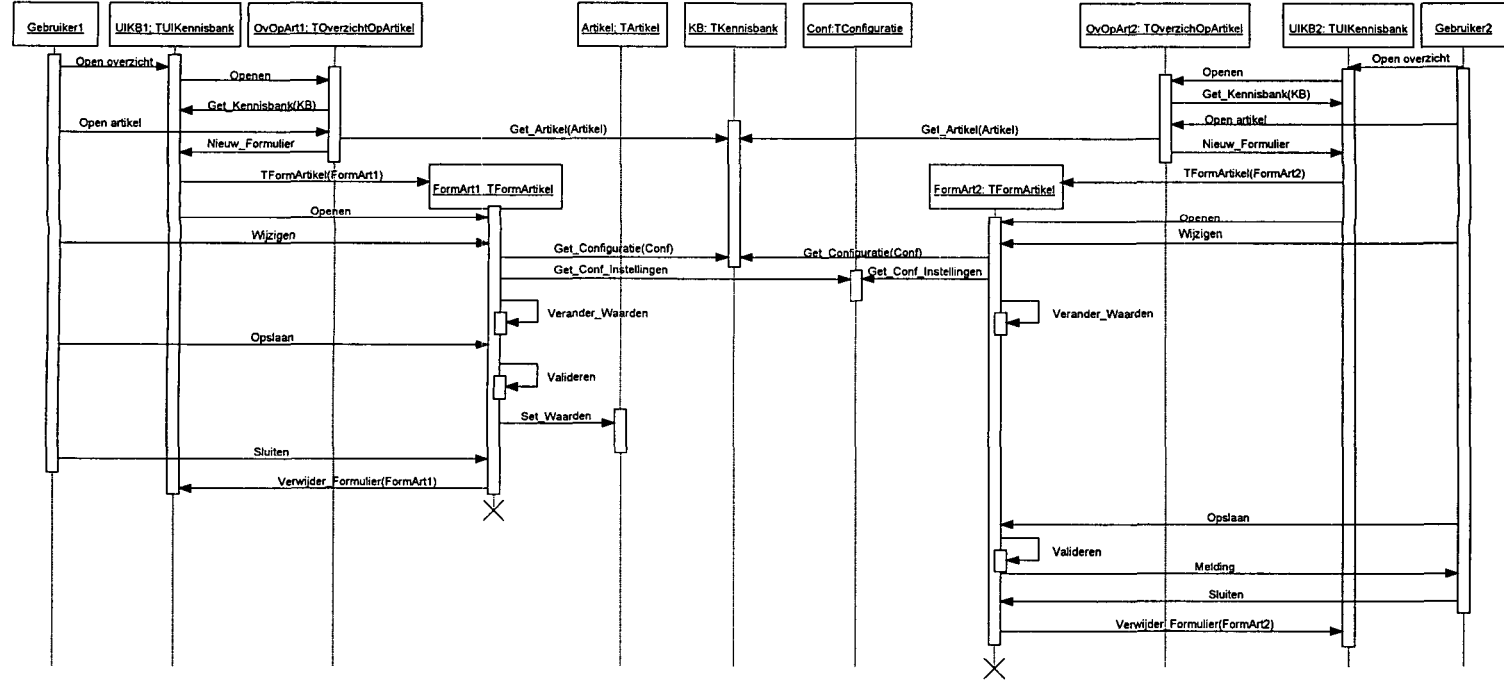 Gebruiker1
UIKB1: TUIKennisbank
OvOpArt1: TOverzichtOpArtikel
Artikel: TArtikel
KB: TKennisbank
Conf:TConfiguratie
OvOpArt2: TOverzichOpArtikel
UIKB2: TUIKennisbank
Gebruiker2
Open overzicht
Open overzicht
Openen
Openen
Get_Kennisbank(KB)
Get_Kennisbank(KB)
Open artikel
Open artikel
Get_Artikel(Artikel)
Get_Artikel(Artikel)
Nieuw_Formulier
Nieuw_Formulier
TFormArtikel(FormArt1)
TFormArtikel(FormArt2)
FormArt1: TFormArtikel
FormArt2: TFormArtikel
Openen
Openen
Wijzigen
Wijzigen
Get_Configuratie(Conf)
Get_Configuratie(Conf)
Get_Conf_Instellingen
Get_Conf_Instellingen
Verander_Waarden
Verander_Waarden
Opslaan
Valideren
Set_Waarden
Sluiten
Verwijder_Formulier(FormArt1)
Opslaan
Valideren
Melding
Sluiten
Verwijder_Formulier(FormArt2)